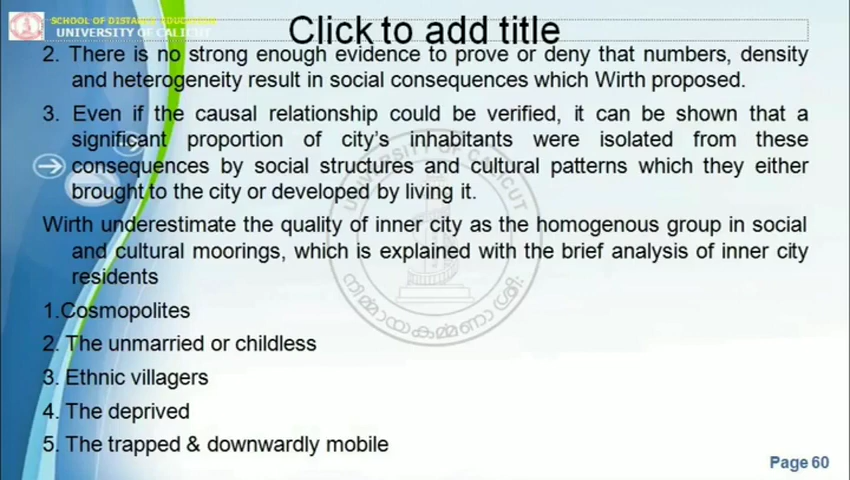 SCHOOL OF DISTANCE EDUCATION
UNIVERSITY OF CALICUT
Click to add title
2. There is no strong enough evidence to prove or deny that numbers, density
and heterogeneity result in social consequences which Wirth proposed.
3. Even if the causal relationship could be verified, it can be shown that a
significant proportion of city's inhabitants were isolated from these
consequences by social structures and cultural patterns which they either
brought to the city or developed by living it.
Wirth underestimate the quality of inner city as the homogenous group in social
and cultural moorings, which is explained with the brief analysis of inner city
residents
1.Cosmopolites
2. The unmarried or childless
3. Ethnic villagers
4. The deprived
5. The trapped & downwardly mobile
UNIVERSITY OF CALICUT
നിർമ്മായകർമ്മണാ ശ്രീഃ
Page 60